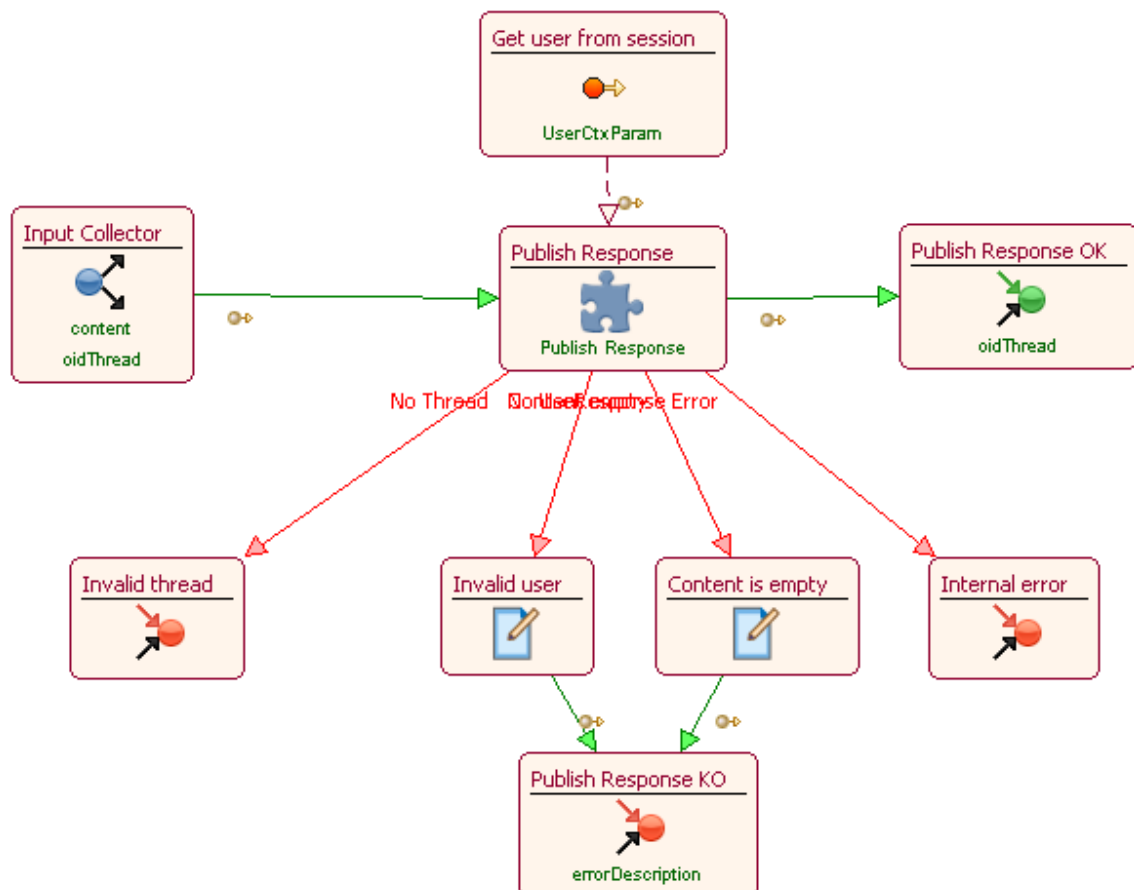 Get user from session
UserCtxParam
Input Collector
content
oidThread
Publish Response
Publish Response
Publish Response OK
oidThread
No Thread
Error
Invalid thread
Invalid user
Content is empty
Internal error
Publish Response KO
errorDescription